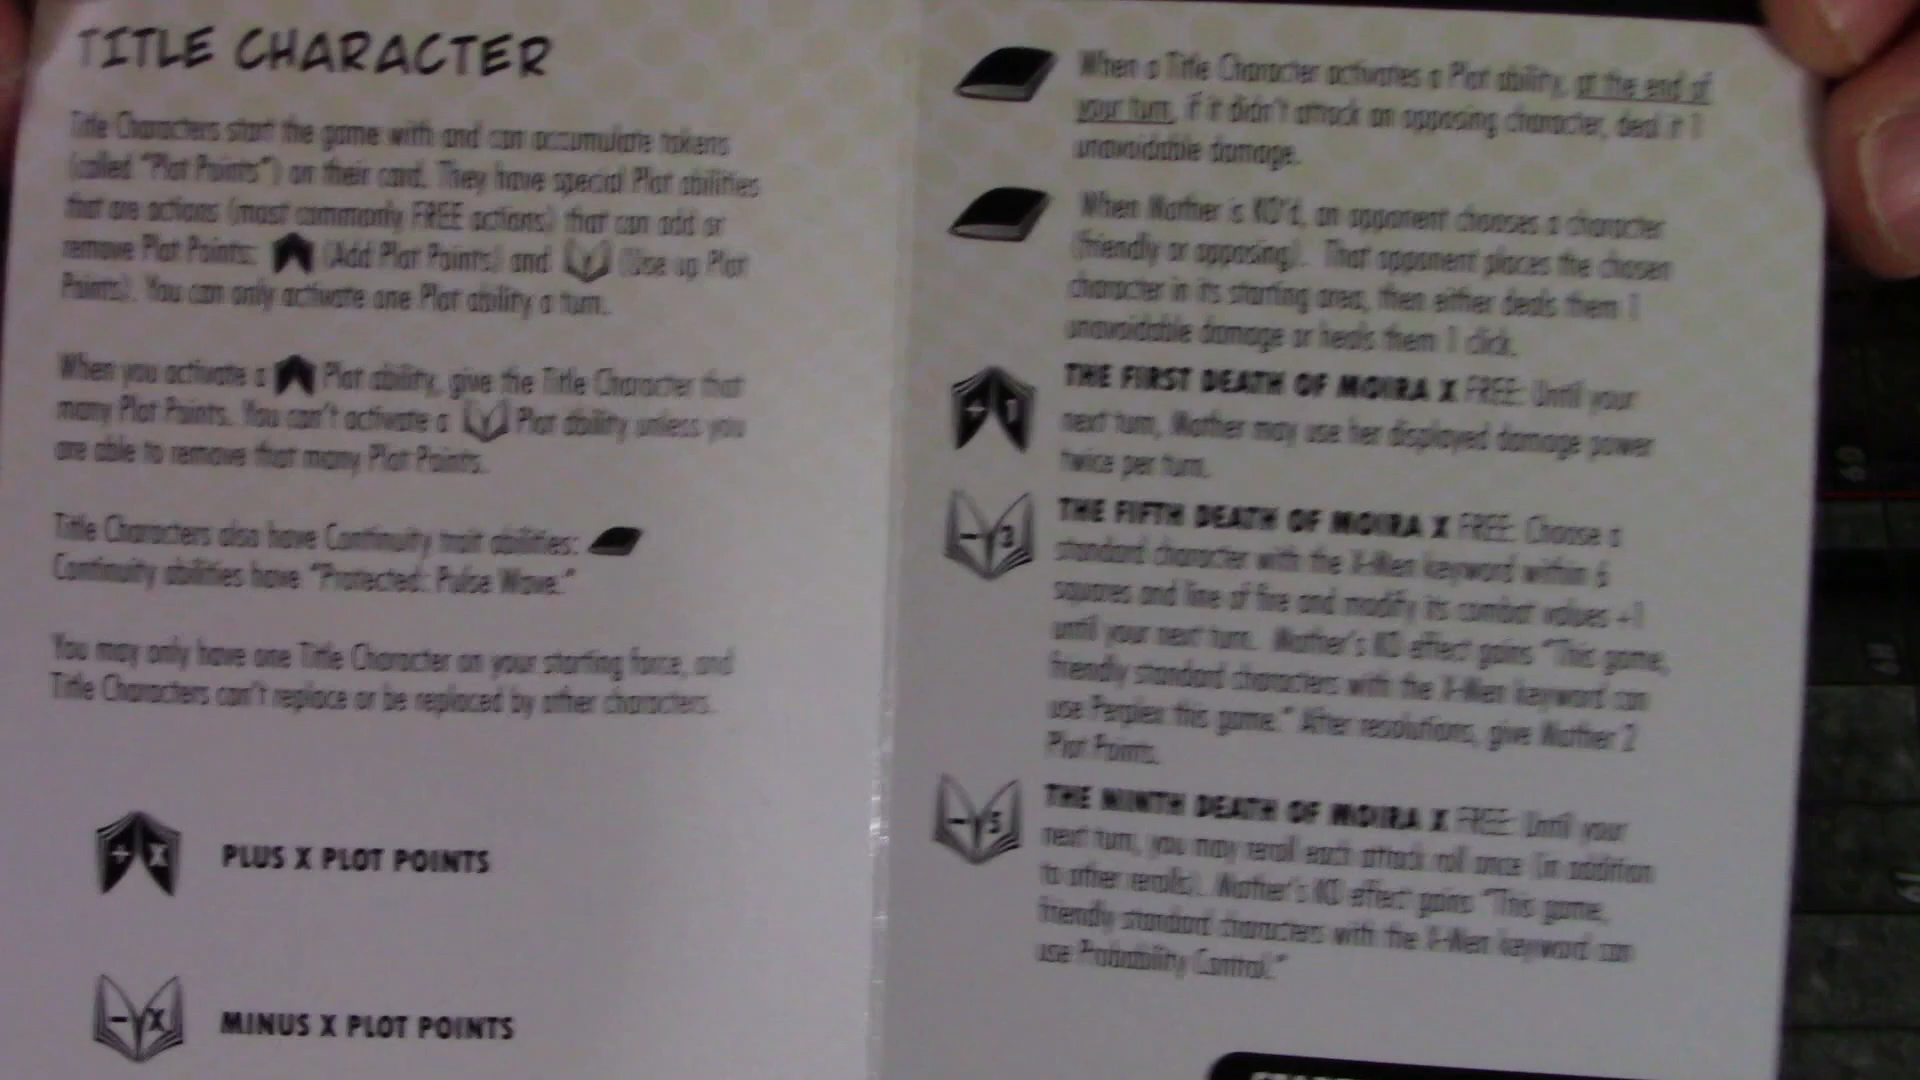 TITLE CHARACTER
Title Characters start the game with and can accumulate tokens
(called "Plot Points") on their card. They have special Plot abilities
that are actions (most commonly FREE actions) that can add or
remove Plot Points: (Add Plot Points) and (Use up Plot
Points). You can only activate one Plot ability a turn.
When you activate a Plot ability, give the Title Character that
many Plot Points. You can't activate a Plot ability unless you
are able to remove that many Plot Points.
Title Characters also have Continuity trait abilities:
Continuity abilities have "Protected: Pulse Wave."
You may only have one Title Character on your starting force, and
Title Characters can't replace or be replaced by other characters.
+X PLUS X PLOT POINTS
-X MINUS X PLOT POINTS
When a Title Character activates a Plot ability, at the end of
your turn, if it didn't attack an opposing character, deal it 1
unavoidable damage.
When Mother is KO'd, an opponent chooses a character
(friendly or opposing). That opponent places the chosen
character in its starting area, then either deals them 1
unavoidable damage or heals them 1 click.
+1 THE FIRST DEATH OF MOIRA X FREE: Until your
next turn, Mother may use her displayed damage power
twice per turn.
-3 THE FIFTH DEATH OF MOIRA X FREE: Choose a
standard character with the X-Men keyword within 6
squares and line of fire and modify its combat values +1
until your next turn. Mother's KO effect gains "This game,
friendly standard characters with the X-Men keyword can
use Perplex this game." After resolutions, give Mother 2
Plot Points.
-5 THE NINTH DEATH OF MOIRA X FREE: Until your
next turn, you may reroll each attack roll once (in addition
to other rerolls). Mother's KO effect gains "This game,
friendly standard characters with the X-Men keyword can
use Probability Control."